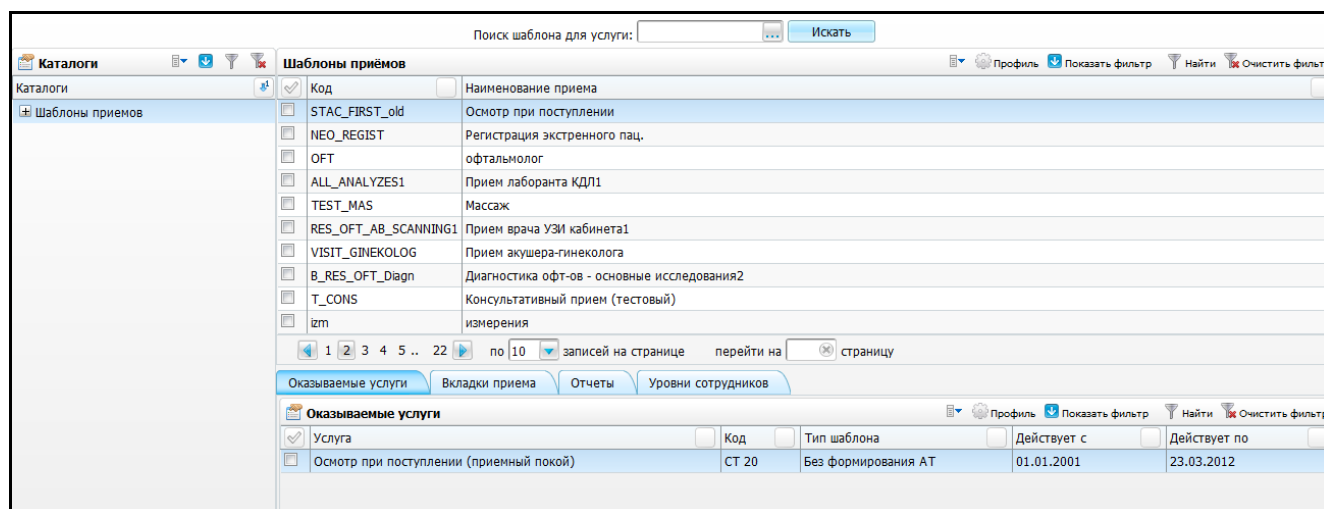 Поиск шаблона для услуги: ... Искать
Каталоги
Каталоги
Шаблоны приемов
Шаблоны приёмов Профиль Показать фильтр Найти Очистить фильт
Код Наименование приема
STAC_FIRST_old Осмотр при поступлении
NEO_REGIST Регистрация экстренного пац.
OFT офтальмолог
ALL_ANALYZES1 Прием лаборанта КДЛ1
TEST_MAS Массаж
RES_OFT_AB_SCANNING1 Прием врача УЗИ кабинета1
VISIT_GINEKOLOG Прием акушера-гинеколога
B_RES_OFT_Diagn Диагностика офт-ов - основные исследования2
T_CONS Консультативный прием (тестовый)
izm измерения
1 2 3 4 5 .. 22 по 10 записей на странице перейти на страницу
Оказываемые услуги Вкладки приема Отчеты Уровни сотрудников
Оказываемые услуги Профиль Показать фильтр Найти Очистить фильтр
Услуга Код Тип шаблона Действует с Действует по
Осмотр при поступлении (приемный покой) СТ 20 Без формирования АТ 01.01.2001 23.03.2012